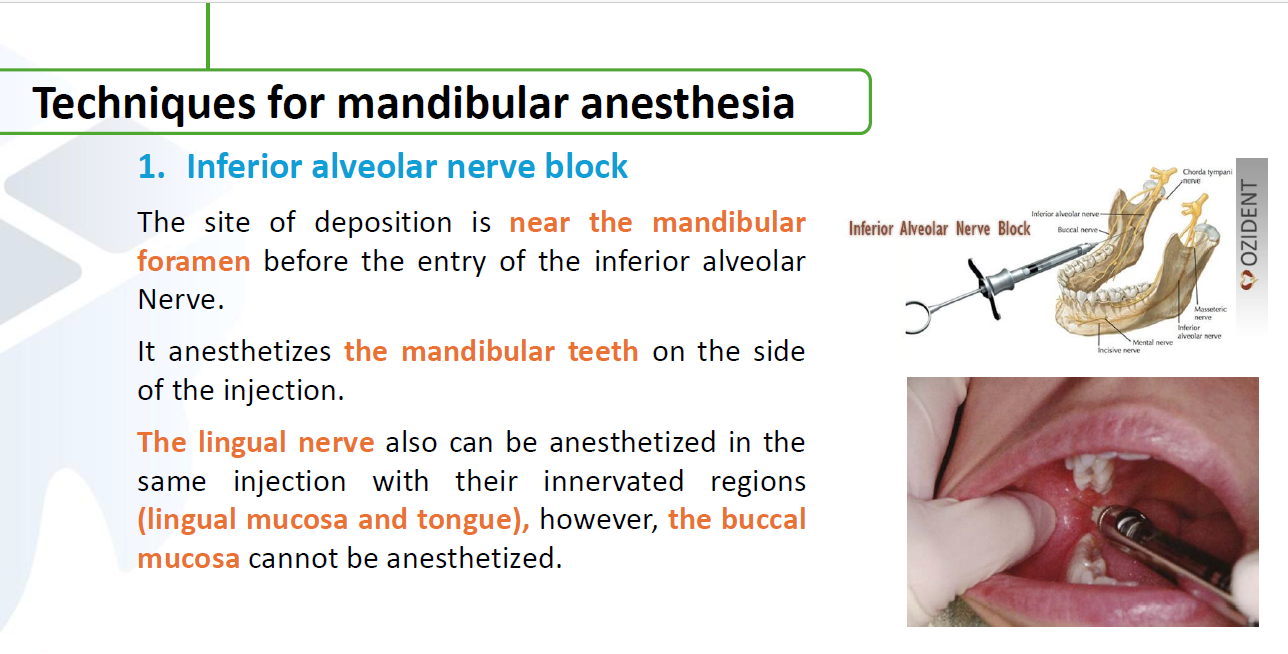 Techniques for mandibular anesthesia
1. Inferior alveolar nerve block
The site of deposition is near the mandibular
foramen before the entry of the inferior alveolar
Nerve.
It anesthetizes the mandibular teeth on the side
of the injection.
The lingual nerve also can be anesthetized in the
same injection with their innervated regions
(lingual mucosa and tongue), however, the buccal
mucosa cannot be anesthetized.
Inferior Alveolar Nerve Block
Chorda tympani
nerve
Inferior alveolar nerve
Buccal nerve
Masseteric
nerve
Inferior
alveolar nerve
Mental nerve
Incisive nerve
OZIDENT